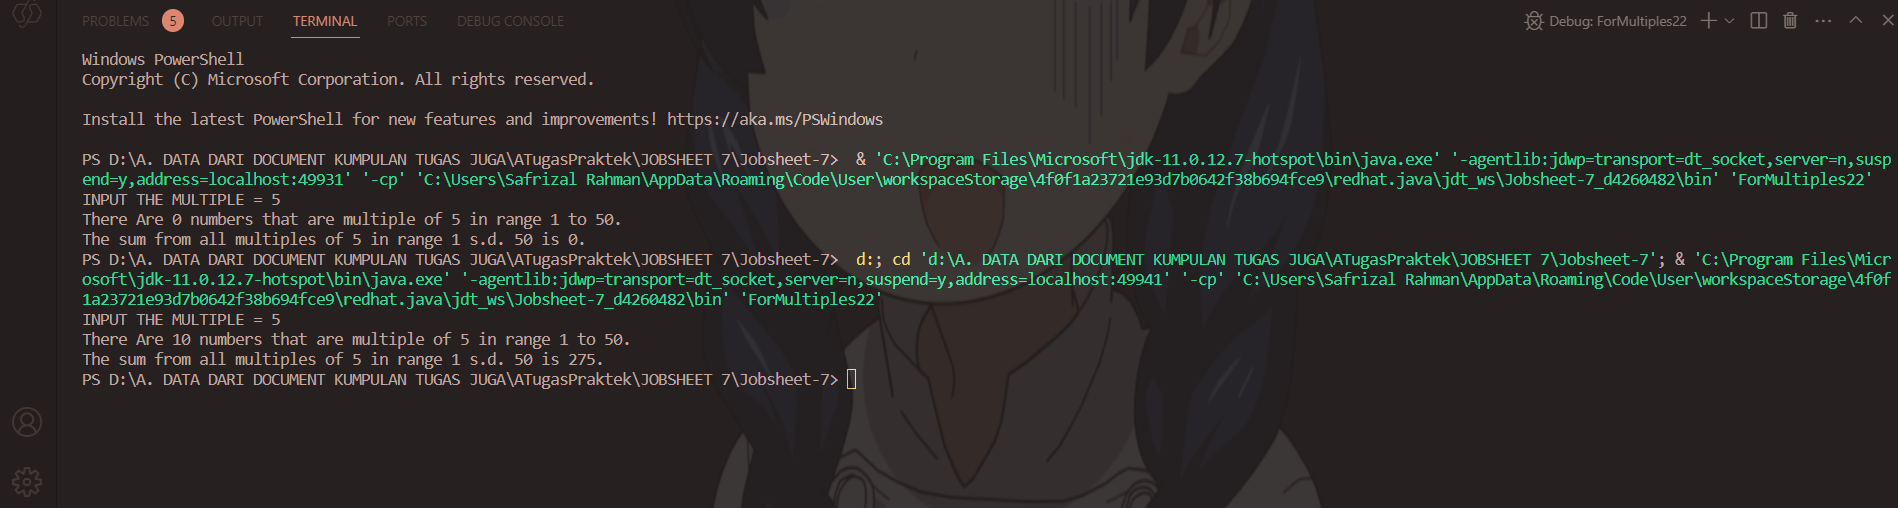 PROBLEMS 5 OUTPUT TERMINAL PORTS DEBUG CONSOLE Debug: ForMultiples22
Windows PowerShell
Copyright (C) Microsoft Corporation. All rights reserved.
Install the latest PowerShell for new features and improvements! https://aka.ms/PSWindows
PS D:\A. DATA DARI DOCUMENT KUMPULAN TUGAS JUGA\ATugasPraktek\JOBSHEET 7\Jobsheet-7>  & 'C:\Program Files\Microsoft\jdk-11.0.12.7-hotspot\bin\java.exe' '-agentlib:jdwp=transport=dt_socket,server=n,susp
end=y,address=localhost:49931' '-cp' 'C:\Users\Safrizal Rahman\AppData\Roaming\Code\User\workspaceStorage\4f0f1a23721e93d7b0642f38b694fce9\redhat.java\jdt_ws\Jobsheet-7_d4260482\bin' 'ForMultiples22'
INPUT THE MULTIPLE = 5
There Are 0 numbers that are multiple of 5 in range 1 to 50.
The sum from all multiples of 5 in range 1 s.d. 50 is 0.
PS D:\A. DATA DARI DOCUMENT KUMPULAN TUGAS JUGA\ATugasPraktek\JOBSHEET 7\Jobsheet-7>  d:; cd 'd:\A. DATA DARI DOCUMENT KUMPULAN TUGAS JUGA\ATugasPraktek\JOBSHEET 7\Jobsheet-7'; & 'C:\Program Files\Micr
osoft\jdk-11.0.12.7-hotspot\bin\java.exe' '-agentlib:jdwp=transport=dt_socket,server=n,suspend=y,address=localhost:49941' '-cp' 'C:\Users\Safrizal Rahman\AppData\Roaming\Code\User\workspaceStorage\4f0f
1a23721e93d7b0642f38b694fce9\redhat.java\jdt_ws\Jobsheet-7_d4260482\bin' 'ForMultiples22'
INPUT THE MULTIPLE = 5
There Are 10 numbers that are multiple of 5 in range 1 to 50.
The sum from all multiples of 5 in range 1 s.d. 50 is 275.
PS D:\A. DATA DARI DOCUMENT KUMPULAN TUGAS JUGA\ATugasPraktek\JOBSHEET 7\Jobsheet-7>